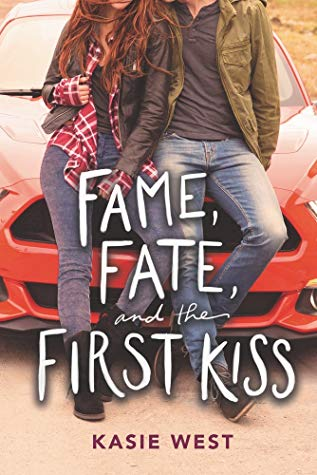 FAME,
FATE,
and the
FIRST KISS
KASIE WEST